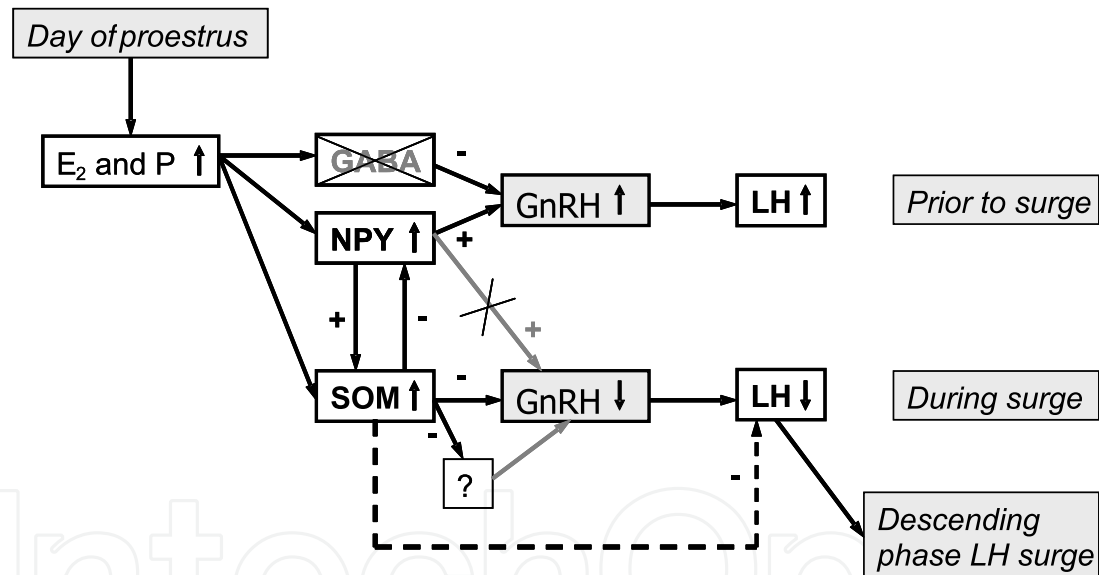 Day of proestrus
E₂ and P ↑
GABA
-
NPY ↑
+
GnRH ↑
LH ↑
Prior to surge
+
-
+
SOM ↑
-
-
GnRH ↓
LH ↓
During surge
?
-
Descending
phase LH surge